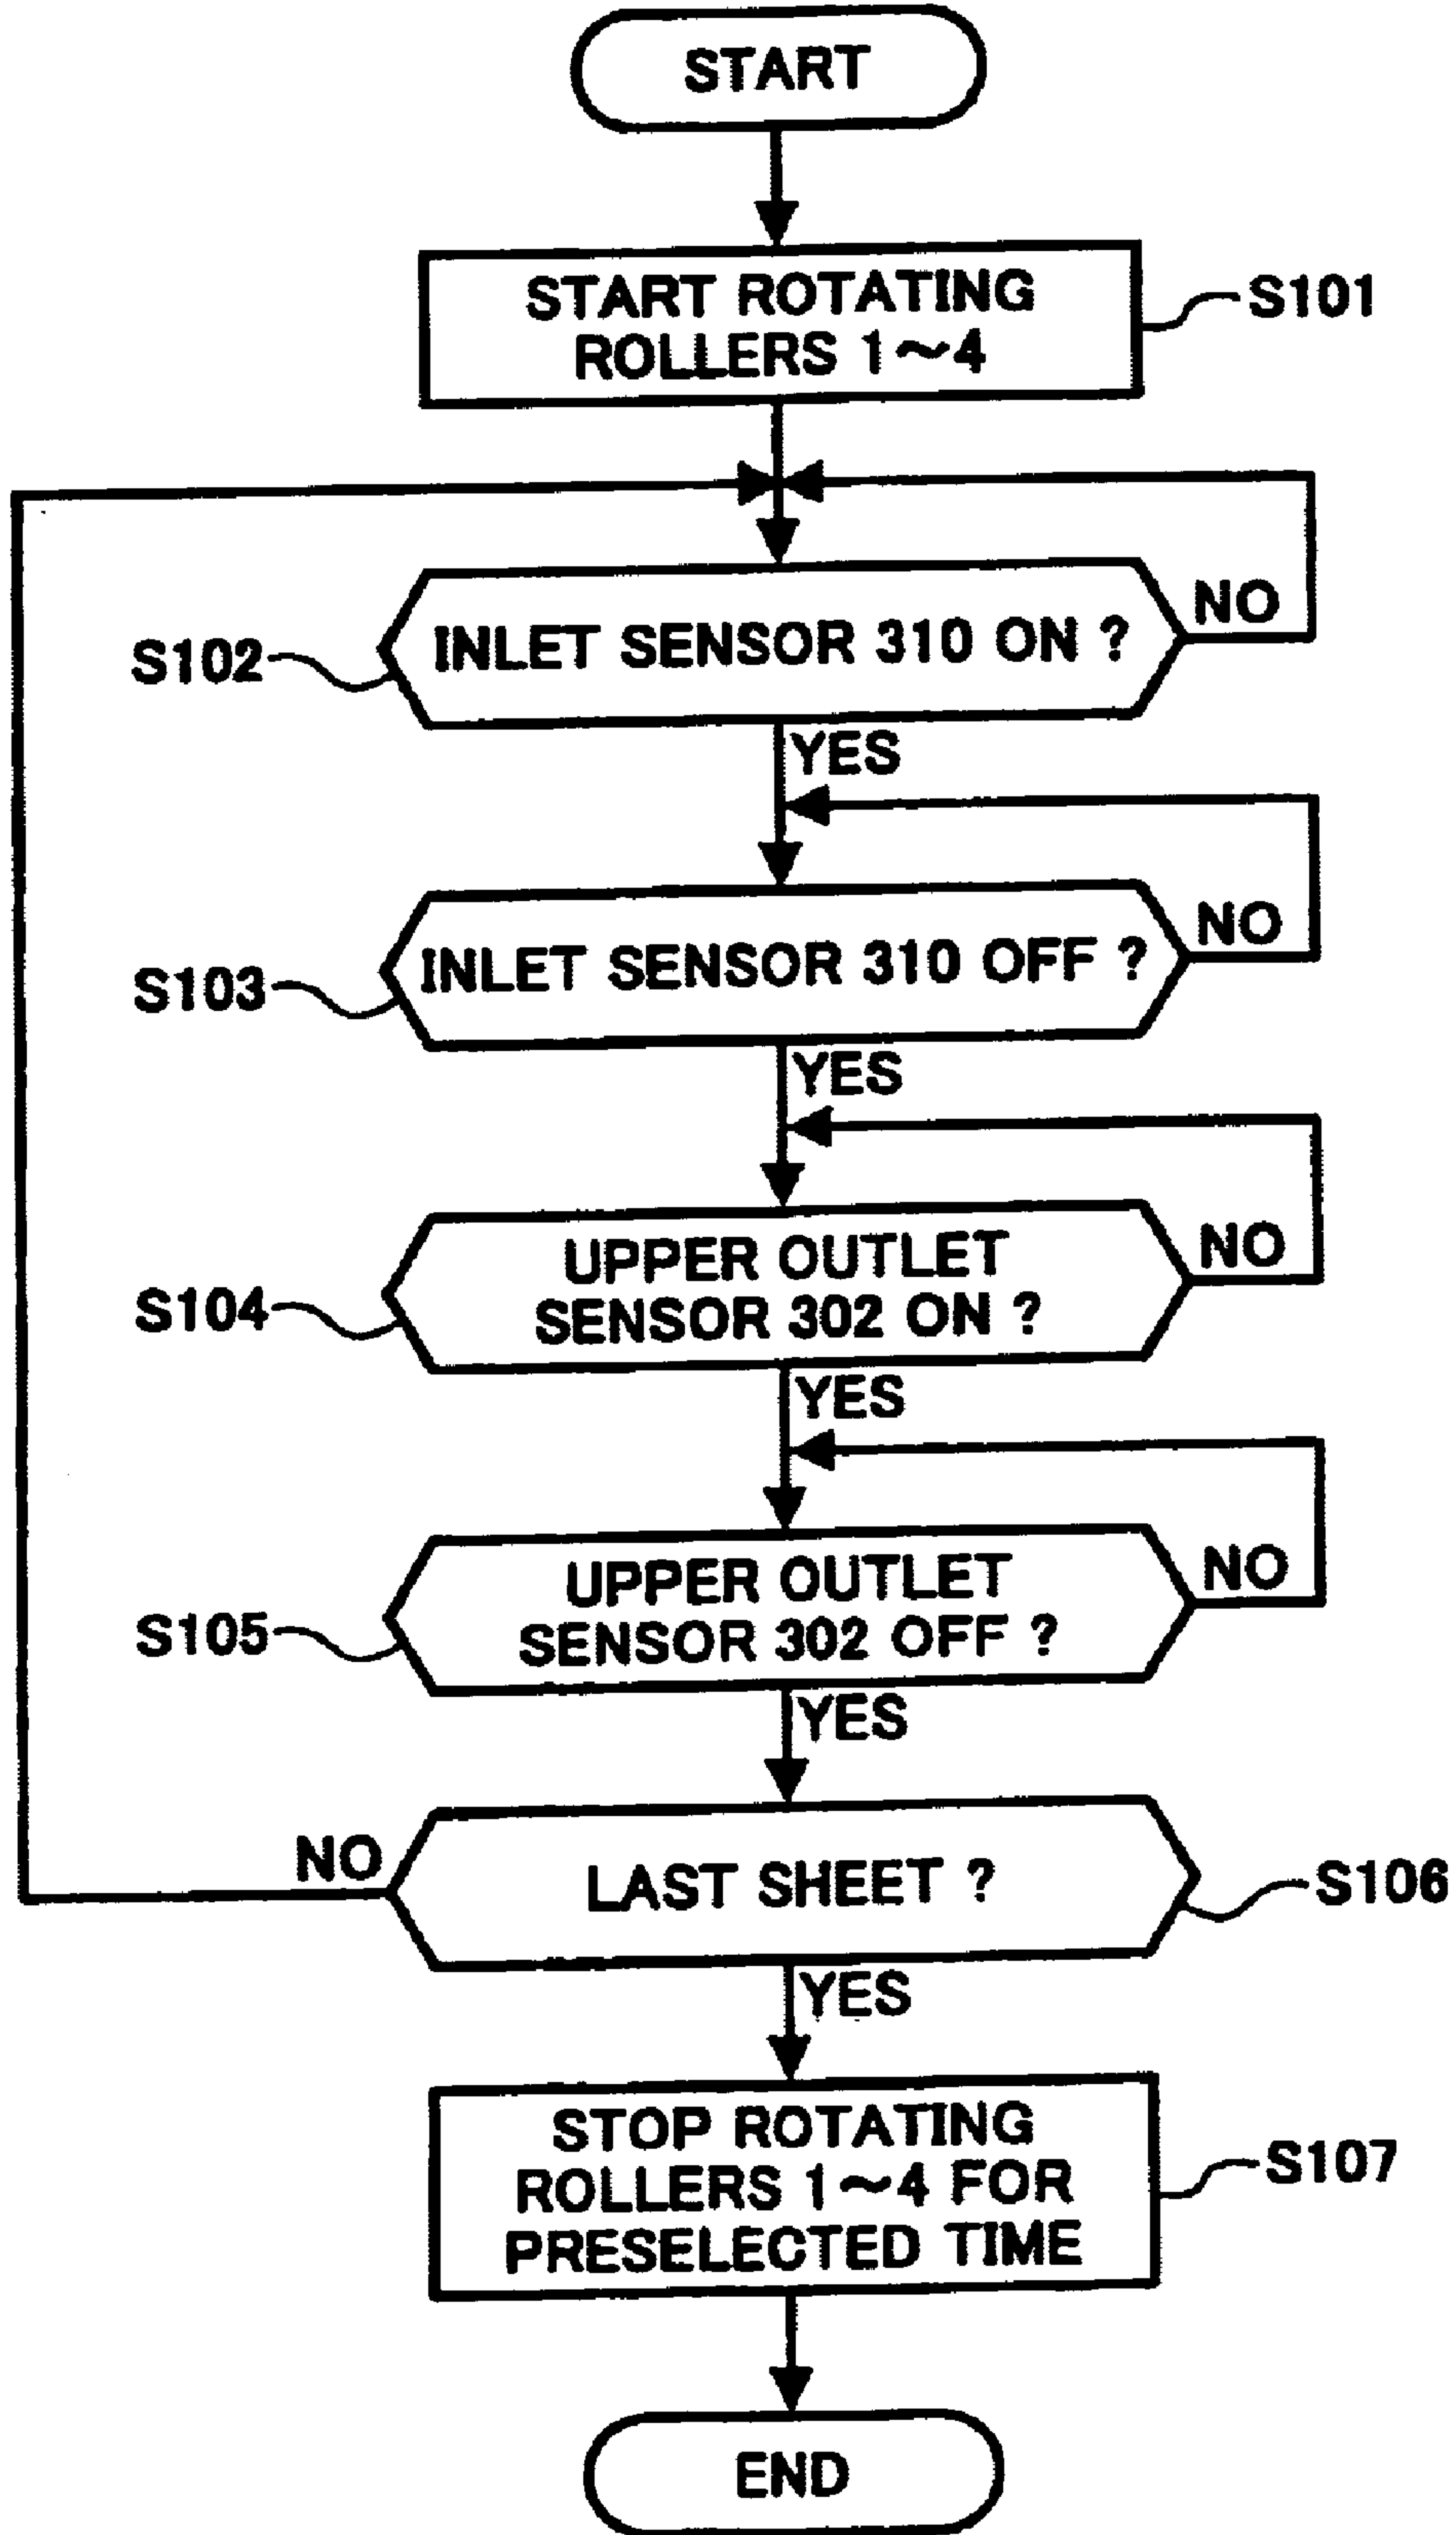 START
START ROTATING
ROLLERS 1~4
S101
INLET SENSOR 310 ON ?
NO
S102
YES
INLET SENSOR 310 OFF ?
NO
S103
YES
UPPER OUTLET
SENSOR 302 ON ?
NO
S104
YES
UPPER OUTLET
SENSOR 302 OFF ?
NO
S105
YES
NO
LAST SHEET ?
S106
YES
STOP ROTATING
ROLLERS 1~4 FOR
PRESELECTED TIME
S107
END